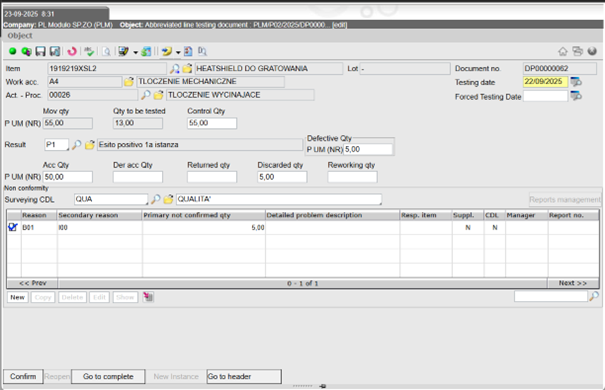 23-09-2025 8:31
Company: PL Modulo SP.ZO (PLM) Object: Abbreviated line testing document : PLM/P02/2025/DP0000... [edit]
Object
Item 1919219XSL2 HEATSHIELD DO GRATOWANIA Lot - Document no. DP00000062
Work acc. A4 TLOCZENIE MECHANICZNE Testing date 22/09/2025
Act. - Proc. 00026 TLOCZENIE WYCINAJACE Forced Testing Date
Mov qty Qty to be tested Control Qty
P UM (NR) 55,00 13,00 55,00
Defective Qty
Result P1 Esito positivo 1a istanza P UM (NR) 5,00
Acc Qty Der acc Qty Returned qty Discarded qty Reworking qty
P UM (NR) 50,00 5,00
Non conformity
Surveying CDL QUA QUALITA' Reports management
Reason Secondary reason Primary not confirmed qty Detailed problem description Resp. item Suppl. CDL Manager Report no.
B01 I00 5,00 N N
<< Prev 0 - 1 of 1 Next >>
New Copy Delete Edit Show
Confirm Reopen Go to complete New Instance Go to header